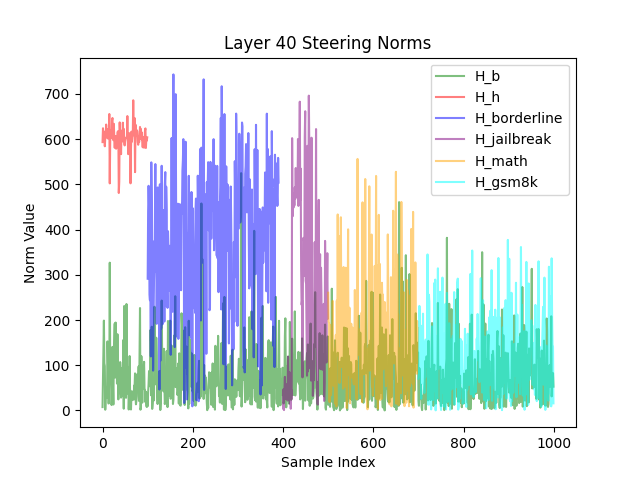 Layer 40 Steering Norms
H_b
H_h
H_borderline
H_jailbreak
H_math
H_gsm8k
Norm Value
700
600
500
400
300
200
100
0
0
200
400
600
800
1000
Sample Index